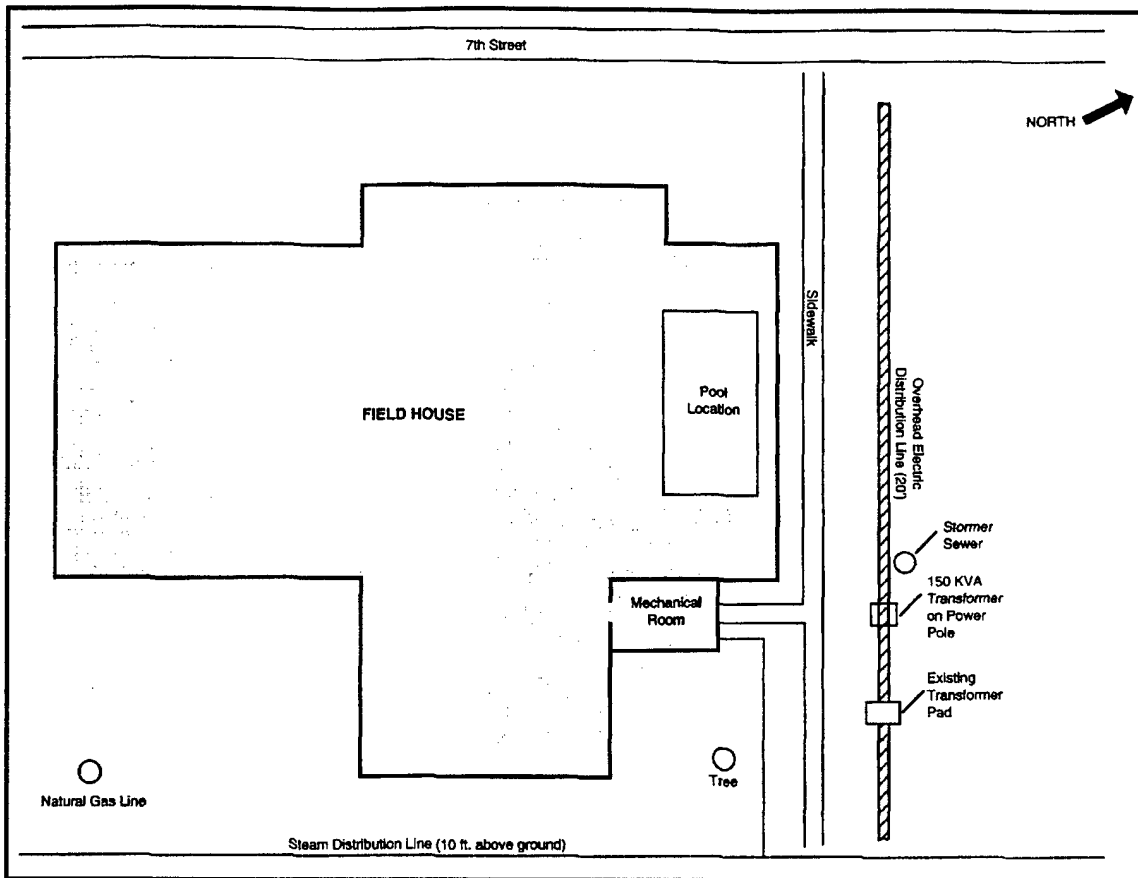 7th Street
NORTH
Sidewalk
Pool
Location
FIELD HOUSE
Overhead Electric
Distribution Line (20')
Stormer
Sewer
150 KVA
Transformer
on Power
Pole
Mechanical
Room
Existing
Transformer
Pad
Tree
Natural Gas Line
Steam Distribution Line (10 ft. above ground)